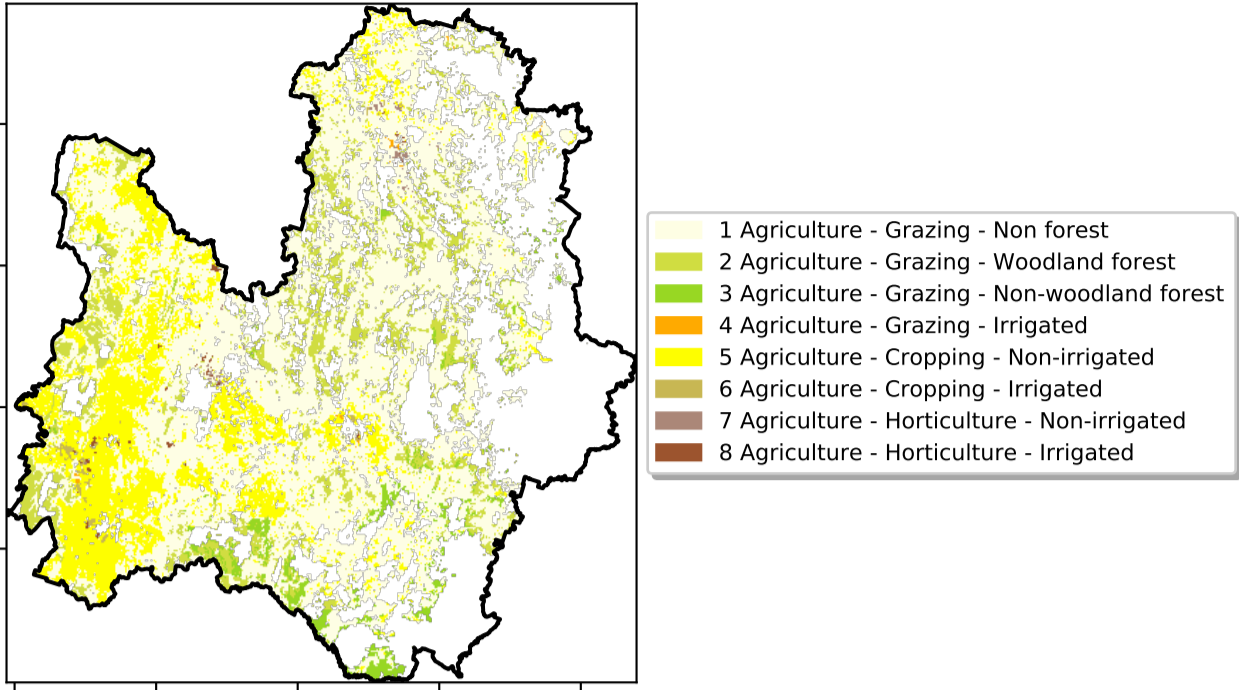 1 Agriculture - Grazing - Non forest
2 Agriculture - Grazing - Woodland forest
3 Agriculture - Grazing - Non-woodland forest
4 Agriculture - Grazing - Irrigated
5 Agriculture - Cropping - Non-irrigated
6 Agriculture - Cropping - Irrigated
7 Agriculture - Horticulture - Non-irrigated
8 Agriculture - Horticulture - Irrigated